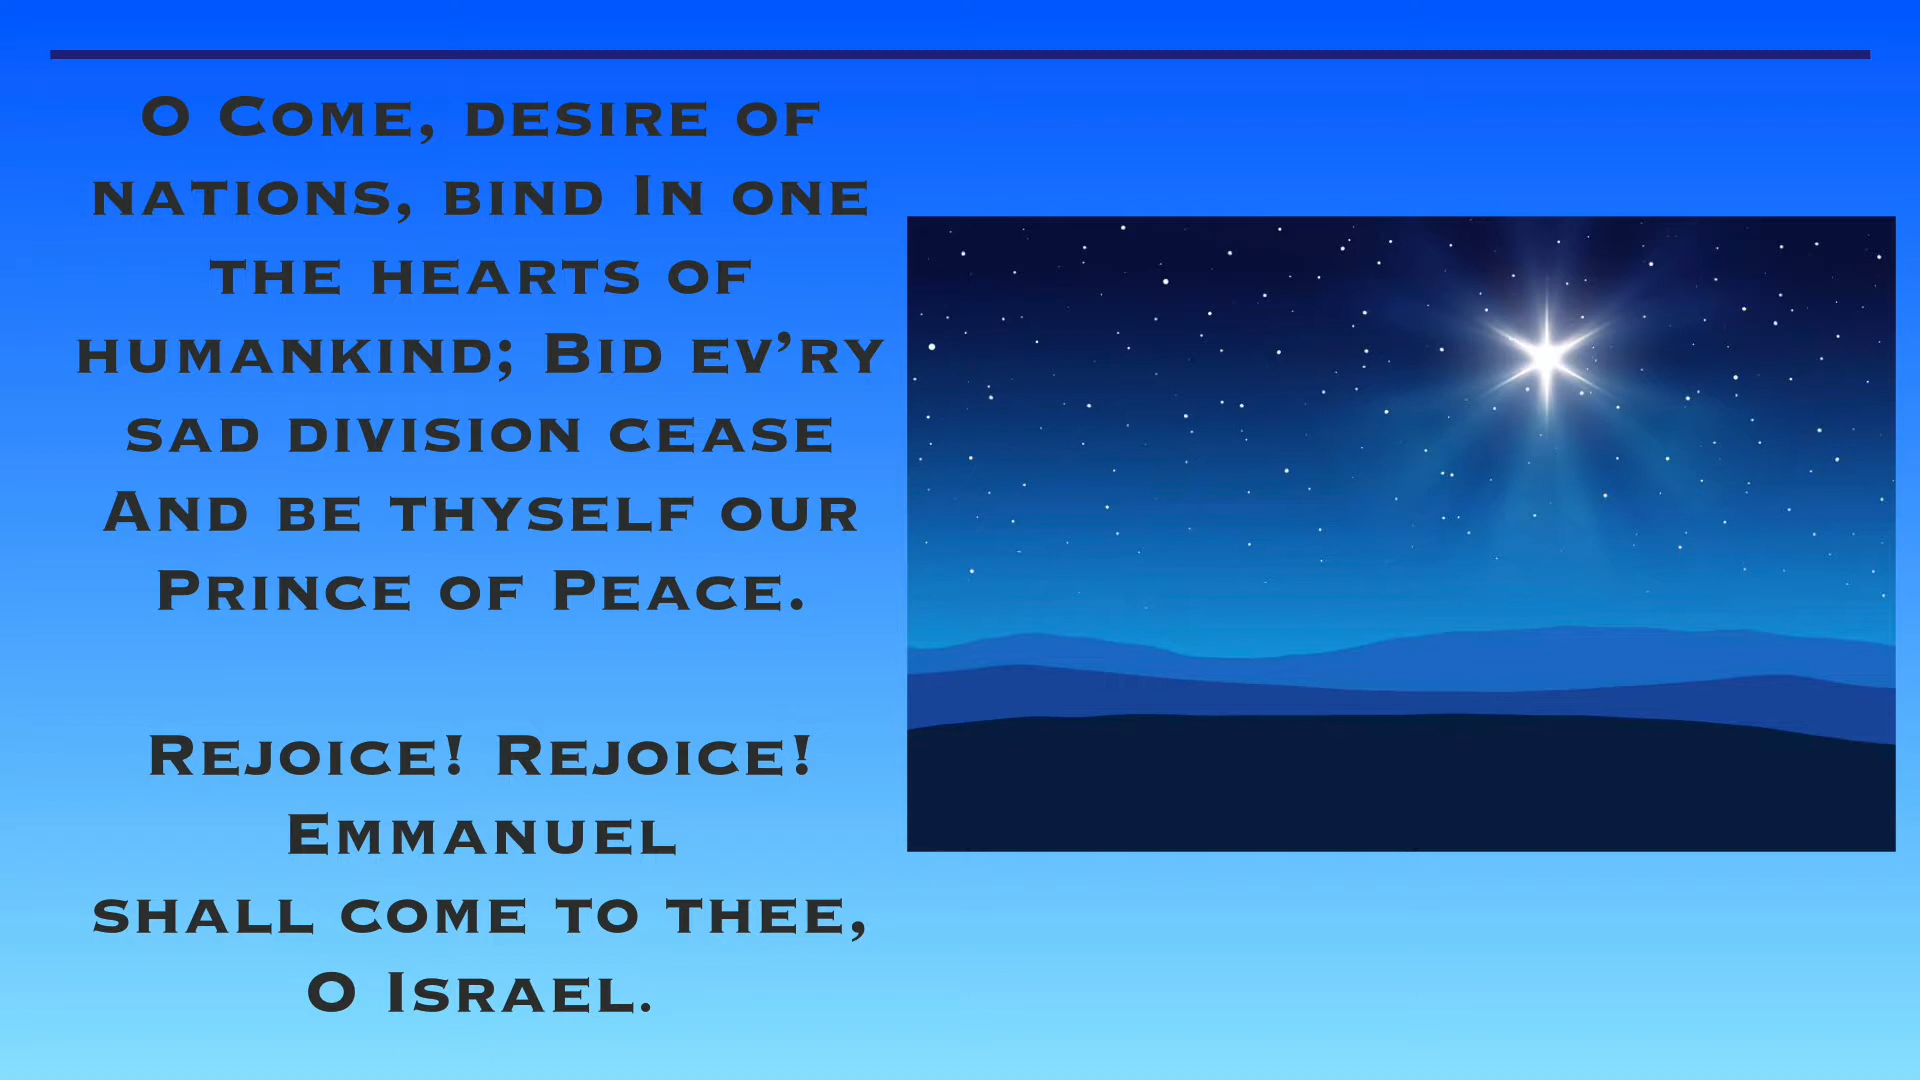 O Come, desire of
nations, bind In one
the hearts of
humankind; Bid ev’ry
sad division cease
And be thyself our
Prince of Peace.
Rejoice! Rejoice!
Emmanuel
shall come to thee,
O Israel.